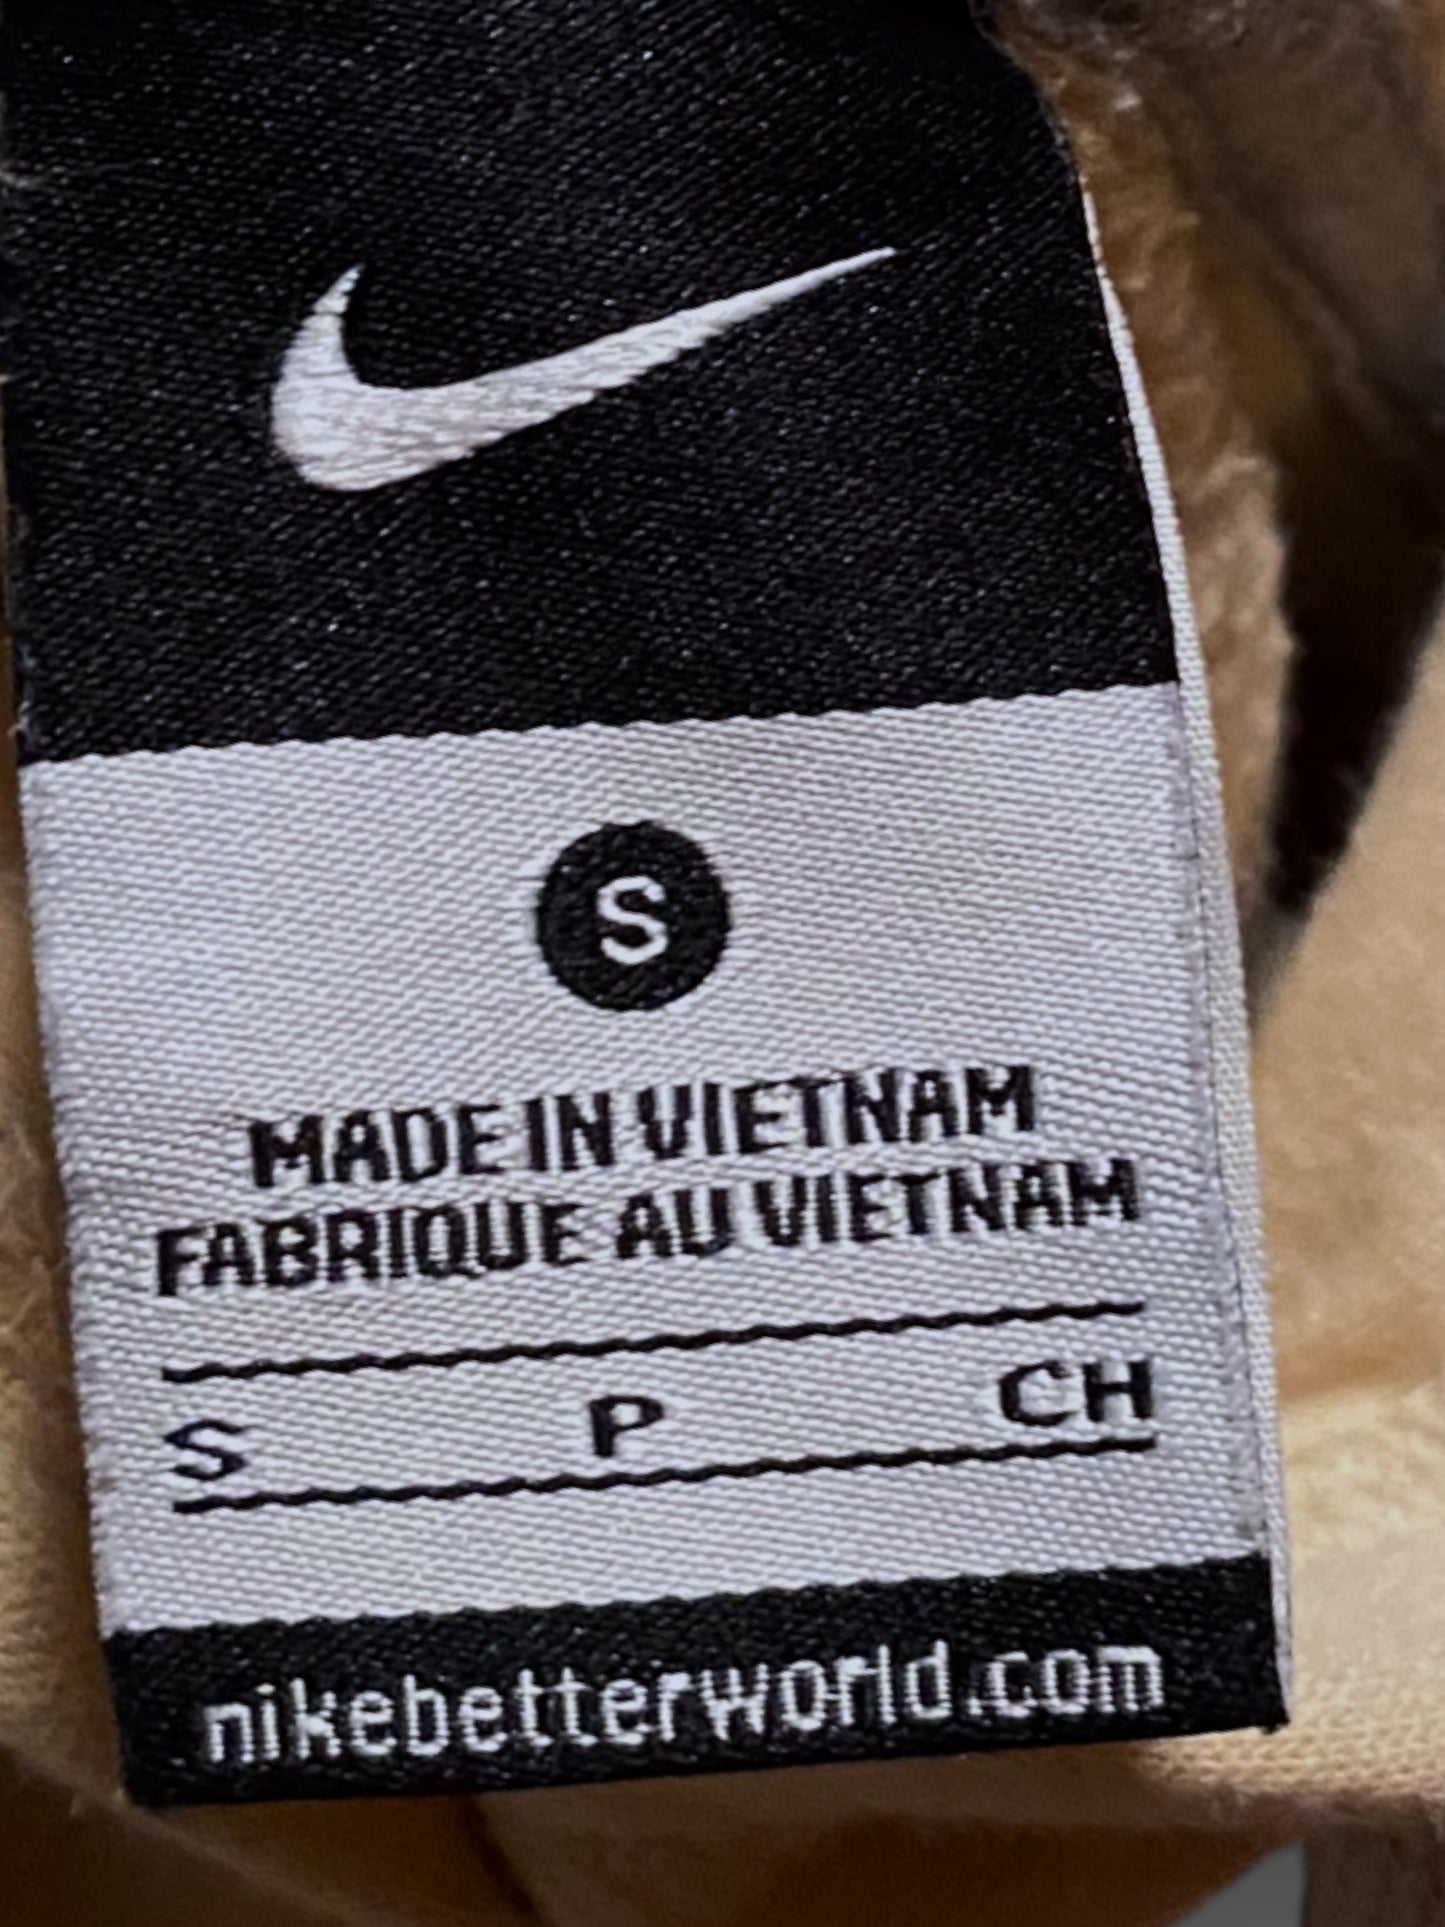 S
MADE IN VIETNAM
FABRIQUE AU VIETNAM
S P CH
nikebetterworld.com